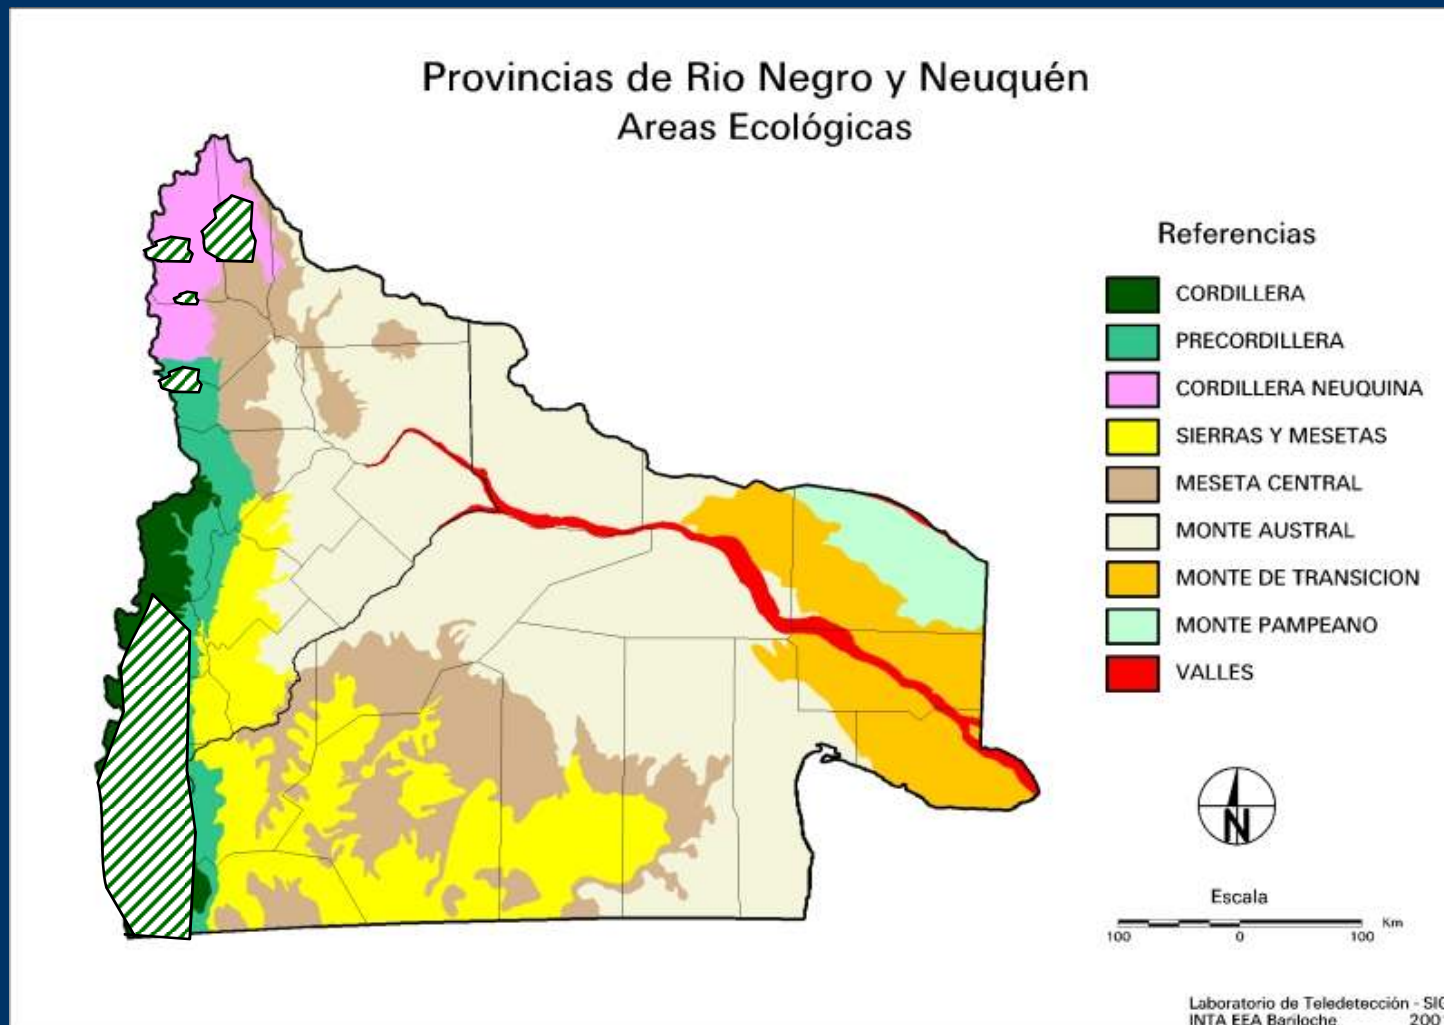 Provincias de Rio Negro y Neuquén
Areas Ecológicas
Referencias
CORDILLERA
PRECORDILLERA
CORDILLERA NEUQUINA
SIERRAS Y MESETAS
MESETA CENTRAL
MONTE AUSTRAL
MONTE DE TRANSICION
MONTE PAMPEANO
VALLES
N
Escala
Km
100 0 100
Laboratorio de Teledetección - SIG
INTA EEA Bariloche 200